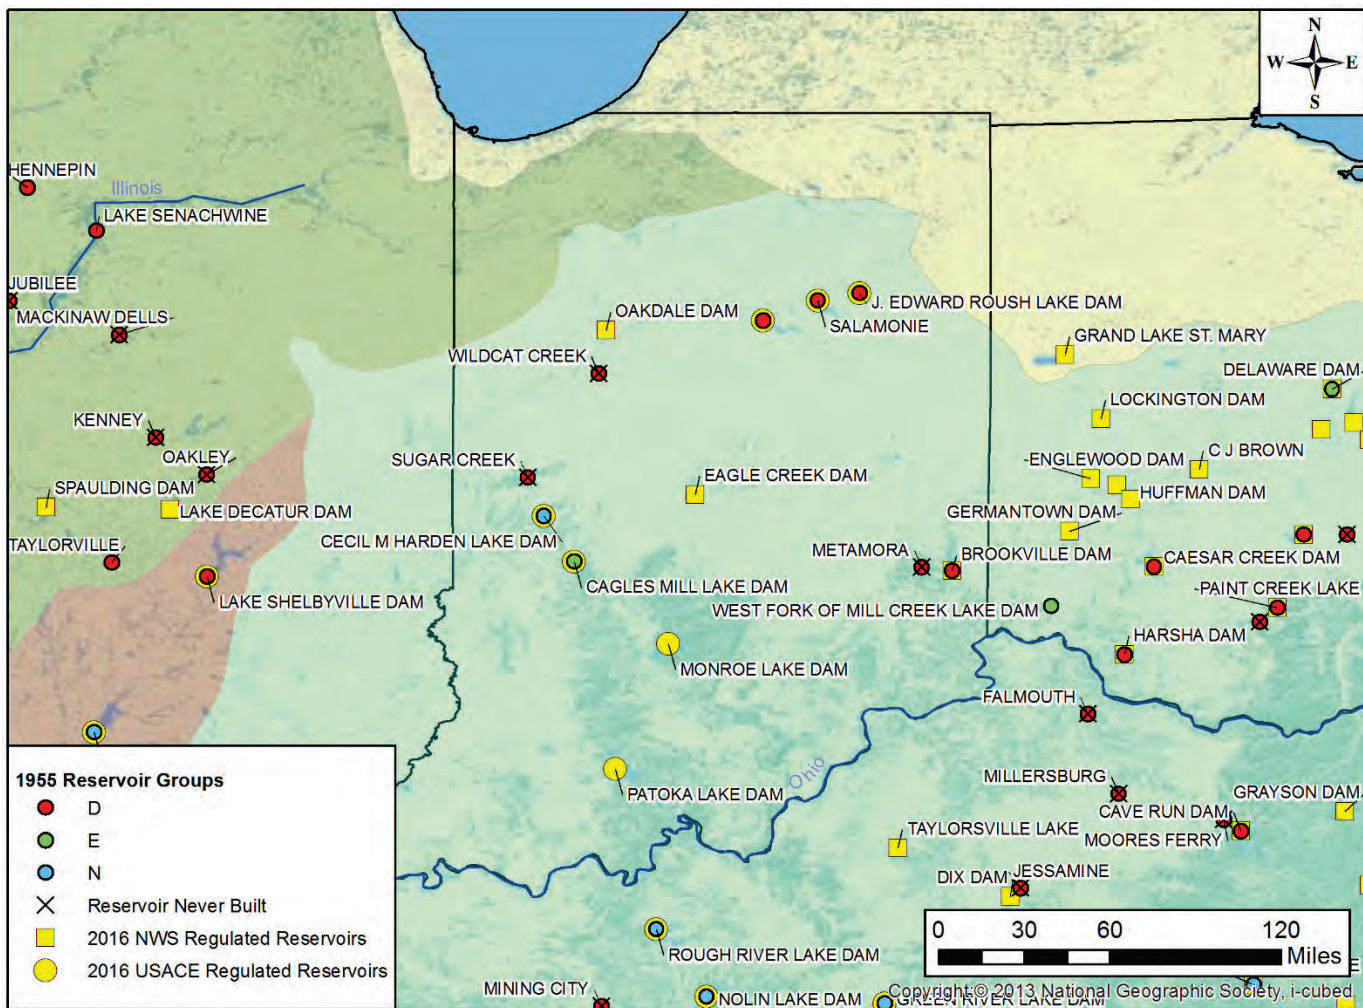 N
W E
S
HENNEPIN
Illinois
LAKE SENACHWINE
JUBILEE
MACKINAW DELLS
OAKDALE DAM
J. EDWARD ROUSH LAKE DAM
SALAMONIE
WILDCAT CREEK
GRAND LAKE ST. MARY
DELAWARE DAM
LOCKINGTON DAM
KENNEY
OAKLEY
SUGAR CREEK
ENGLEWOOD DAM
C J BROWN
EAGLE CREEK DAM
SPAULDING DAM
HUFFMAN DAM
LAKE DECATUR DAM
GERMANTOWN DAM
TAYLORVILLE
CECIL M HARDEN LAKE DAM
METAMORA
BROOKVILLE DAM
CAESAR CREEK DAM
CAGLES MILL LAKE DAM
PAINT CREEK LAKE
LAKE SHELBYVILLE DAM
WEST FORK OF MILL CREEK LAKE DAM
HARSHA DAM
MONROE LAKE DAM
FALMOUTH
Ohio
MILLERSBURG
PATOKA LAKE DAM
GRAYSON DAM
CAVE RUN DAM
TAYLORSVILLE LAKE
MOORES FERRY
DIX DAM
JESSAMINE
ROUGH RIVER LAKE DAM
MINING CITY
NOLIN LAKE DAM
GREEN RIVER LAKE DAM
1955 Reservoir Groups
D
E
N
Reservoir Never Built
2016 NWS Regulated Reservoirs
2016 USACE Regulated Reservoirs
0 30 60 120
Miles
Copyright:© 2013 National Geographic Society, i-cubed